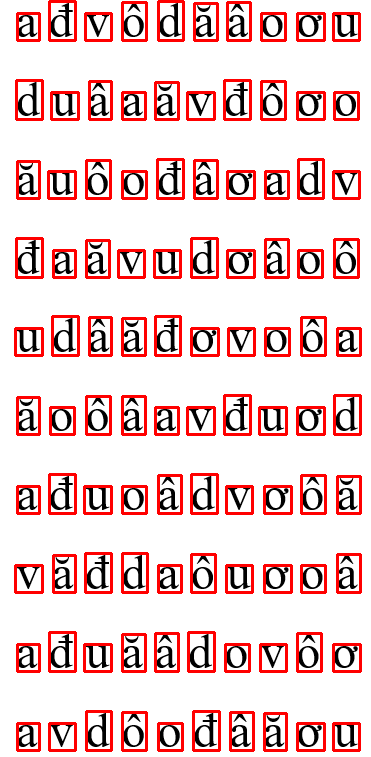 a đ v ô d ă â o ơ u
d u â a ă v đ ô ơ o
ă u ô o đ â ơ a d v
đ a ă v u d ơ â o ô
u d â ă đ ơ v o ô a
ă o ô â a v đ u ơ d
a đ u o â d v ơ ô ă
v ă đ d a ô u ơ o â
a đ u ă â d o v ô ơ
a v d ô o đ â ă ơ u